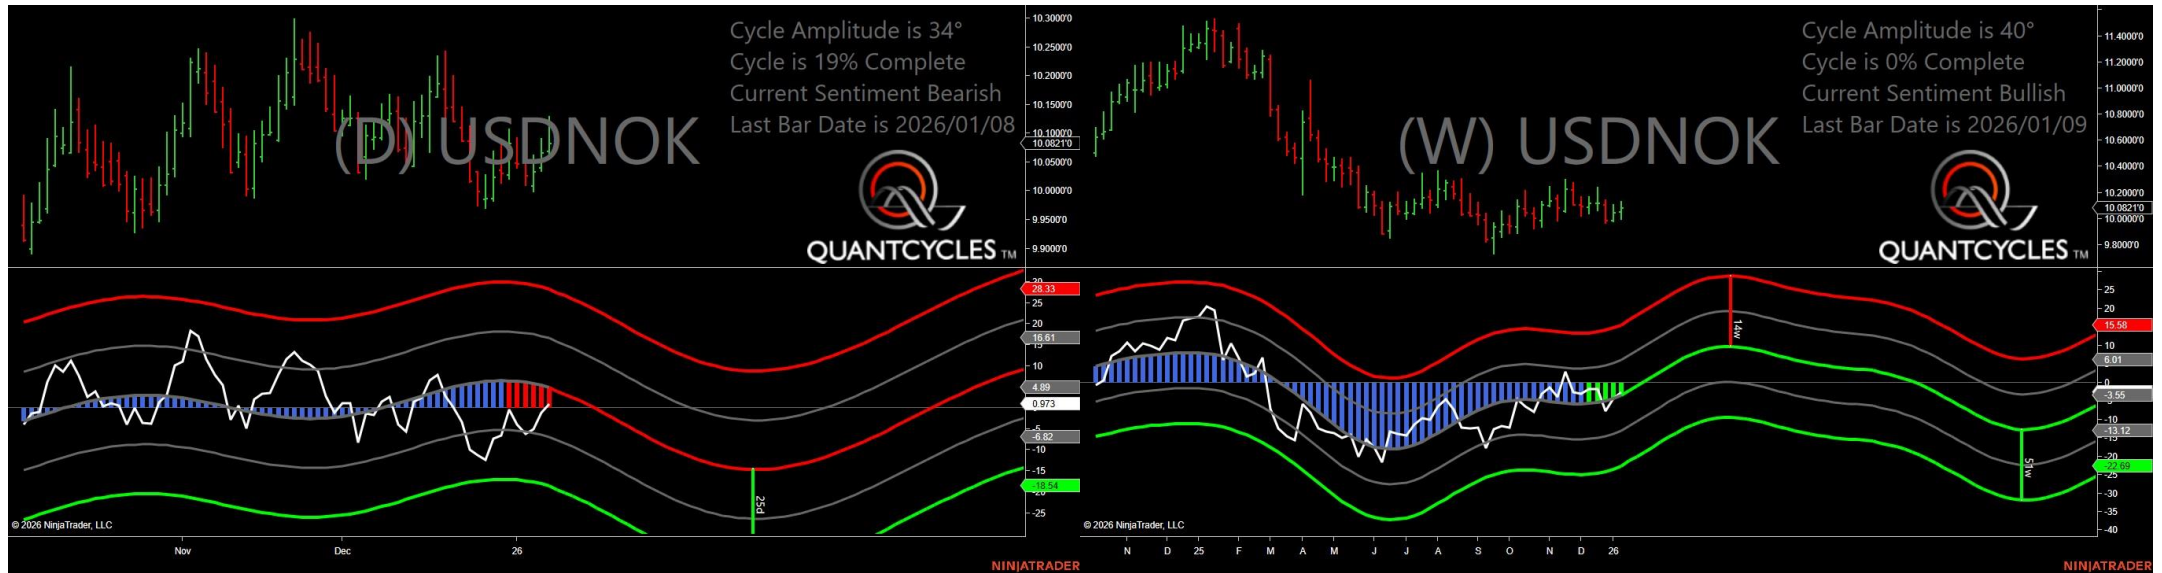 Cycle Amplitude is 34°
Cycle is 19% Complete
Current Sentiment Bearish
Last Bar Date is 2026/01/08
(D) USDNOK
QUANTCYCLES TM
10.3000'0
10.2500'0
10.2000'0
10.1500'0
10.1000'0
10.0821'0
10.0500'0
10.0000'0
9.9500'0
9.9000'0
28.33
25
20
16.61
15
10
4.89
0.973
-5
-6.82
-10
-15
-18.54
-20
-25
25d
© 2026 NinjaTrader, LLC
Nov Dec 26
NINJATRADER
Cycle Amplitude is 40°
Cycle is 0% Complete
Current Sentiment Bullish
Last Bar Date is 2026/01/09
(W) USDNOK
QUANTCYCLES TM
11.4000'0
11.2000'0
11.0000'0
10.8000'0
10.6000'0
10.4000'0
10.2000'0
10.0821'0
10.0000'0
9.8000'0
25
20
15.58
10
6.01
0
-3.55
-10
-13.12
-15
-20
-22.69
-25
-30
-35
-40
14w
51w
© 2026 NinjaTrader, LLC
N D 25 F M A M J J A S O N D 26
NINJATRADER